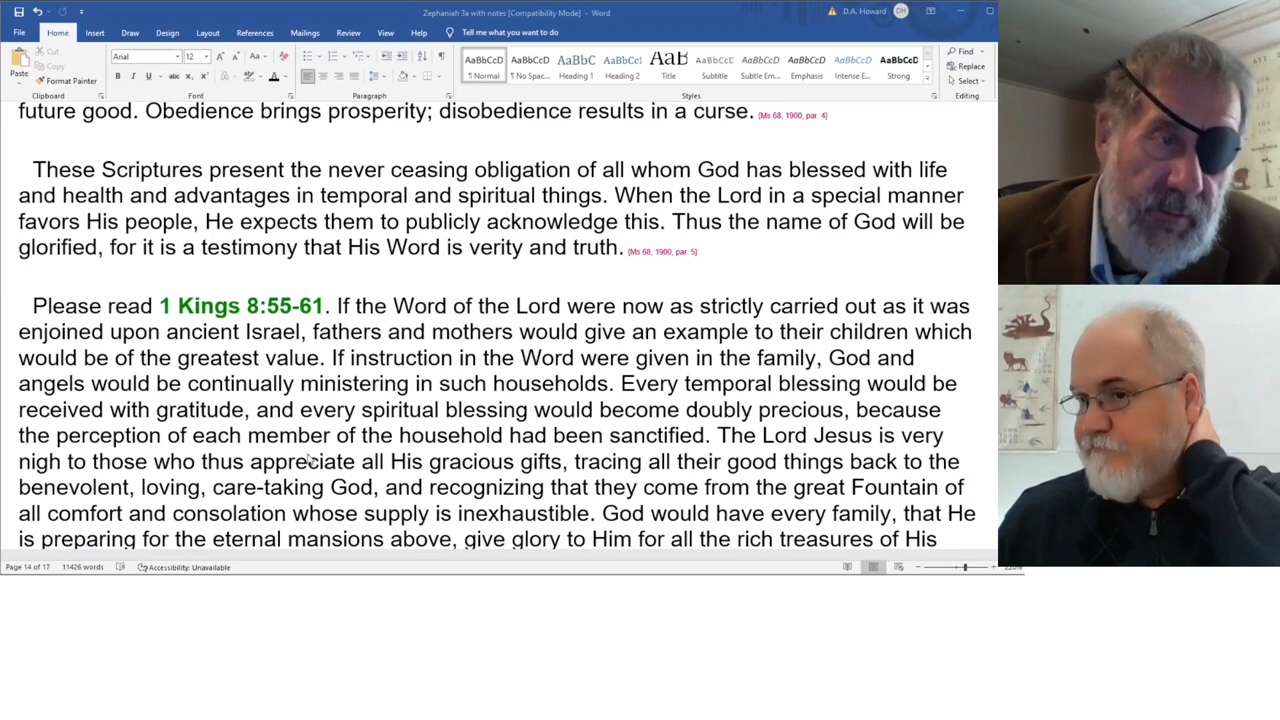 Zephaniah 3a with notes [Compatibility Mode] - Word
D.A. Howard
DH
File Home Insert Draw Design Layout References Mailings Review View Help Tell me what you want to do
Paste
Cut
Copy
Format Painter
Clipboard
Arial 12
Font
Paragraph
AaBbCcDd AaBbCcDd AaBbC AaBbCc AaB AaBbCcD AaBbCcDd AaBbCcDd AaBbCcDd AaBbCcD
¶ Normal ¶ No Spac... Heading 1 Heading 2 Title Subtitle Subtle Em... Emphasis Intense E... Strong
Styles
Find
Replace
Select
Editing
future good. Obedience brings prosperity; disobedience results in a curse. (Ms 68, 1900, par. 4)
These Scriptures present the never ceasing obligation of all whom God has blessed with life
and health and advantages in temporal and spiritual things. When the Lord in a special manner
favors His people, He expects them to publicly acknowledge this. Thus the name of God will be
glorified, for it is a testimony that His Word is verity and truth. (Ms 68, 1900, par. 5)
Please read 1 Kings 8:55-61. If the Word of the Lord were now as strictly carried out as it was
enjoined upon ancient Israel, fathers and mothers would give an example to their children which
would be of the greatest value. If instruction in the Word were given in the family, God and
angels would be continually ministering in such households. Every temporal blessing would be
received with gratitude, and every spiritual blessing would become doubly precious, because
the perception of each member of the household had been sanctified. The Lord Jesus is very
nigh to those who thus appreciate all His gracious gifts, tracing all their good things back to the
benevolent, loving, care-taking God, and recognizing that they come from the great Fountain of
all comfort and consolation whose supply is inexhaustible. God would have every family, that He
is preparing for the eternal mansions above, give glory to Him for all the rich treasures of His
Page 14 of 17 11426 words Accessibility: Unavailable